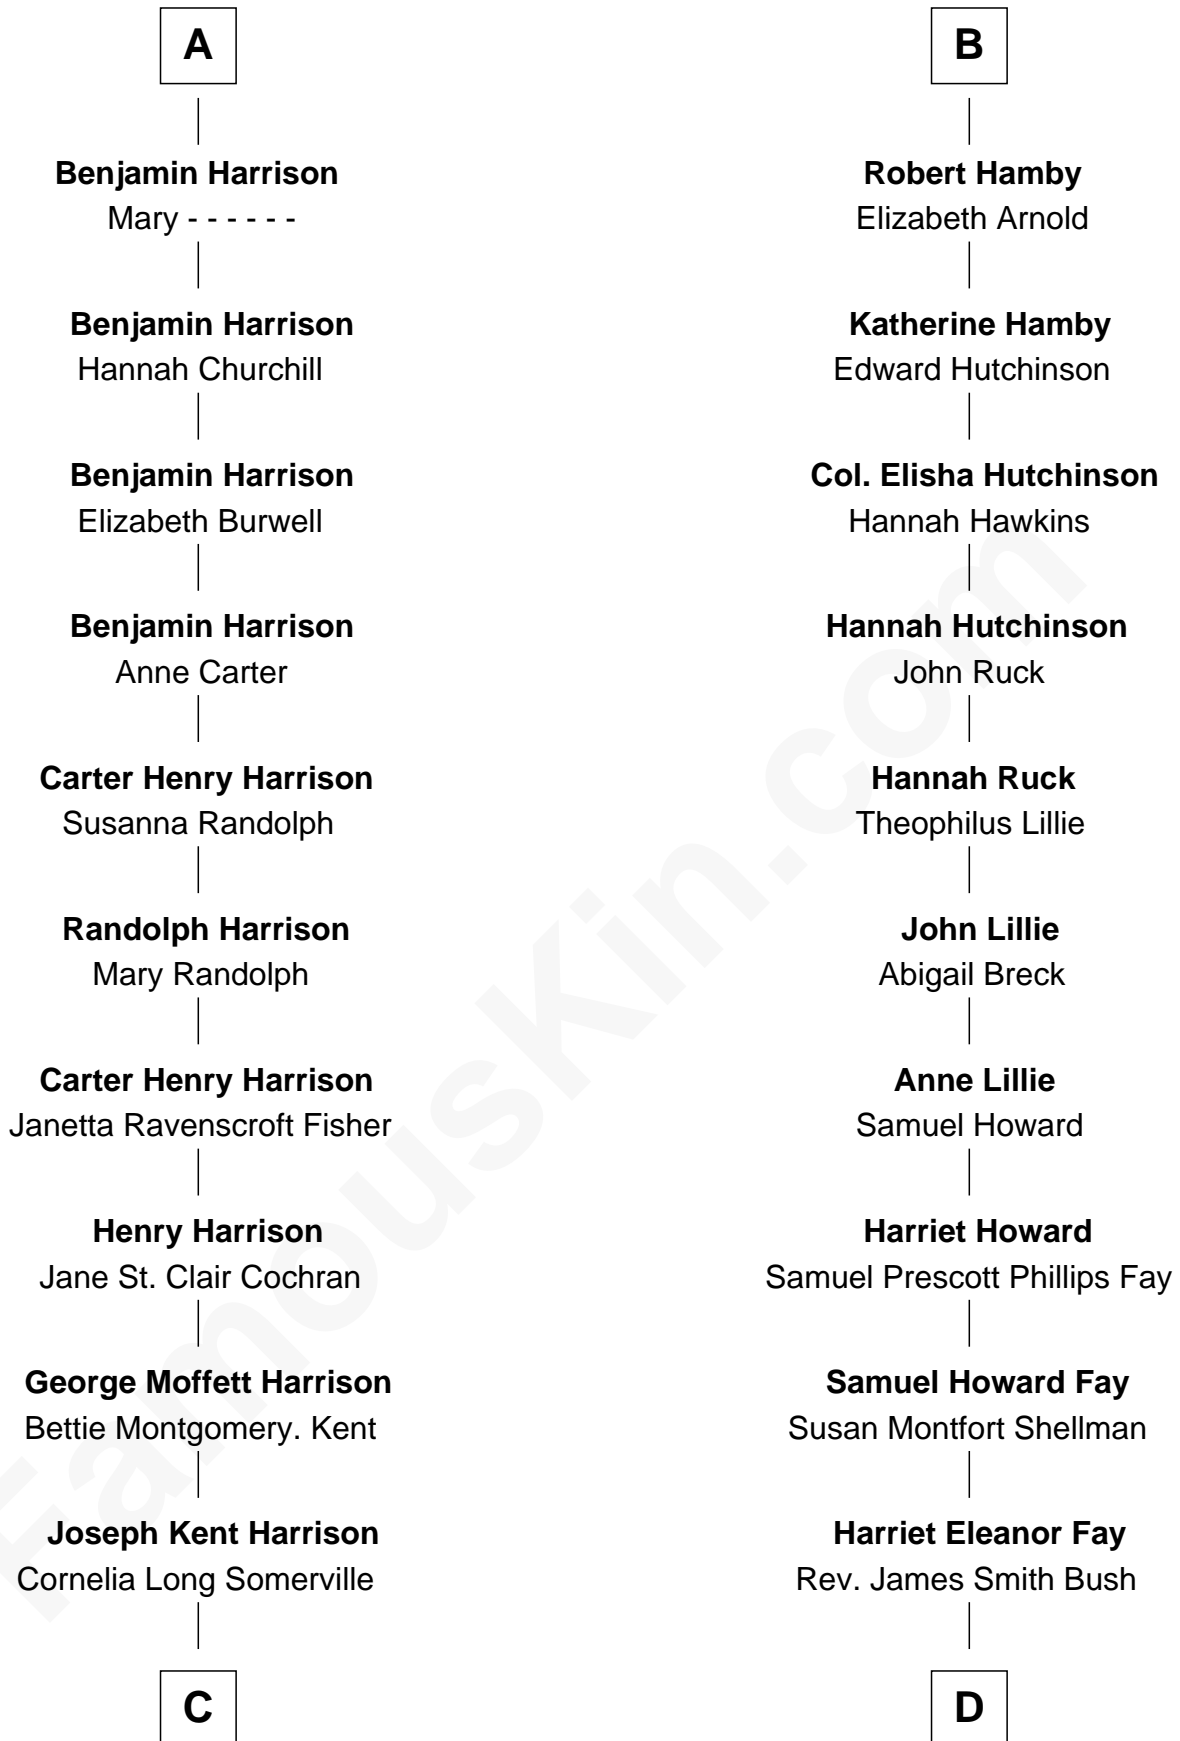 A
Benjamin Harrison
Mary - - - - - -
Benjamin Harrison
Hannah Churchill
Benjamin Harrison
Elizabeth Burwell
Benjamin Harrison
Anne Carter
Carter Henry Harrison
Susanna Randolph
Randolph Harrison
Mary Randolph
Carter Henry Harrison
Janetta Ravenscroft Fisher
Henry Harrison
Jane St. Clair Cochran
George Moffett Harrison
Bettie Montgomery. Kent
Joseph Kent Harrison
Cornelia Long Somerville
C
B
Robert Hamby
Elizabeth Arnold
Katherine Hamby
Edward Hutchinson
Col. Elisha Hutchinson
Hannah Hawkins
Hannah Hutchinson
John Ruck
Hannah Ruck
Theophilus Lillie
John Lillie
Abigail Breck
Anne Lillie
Samuel Howard
Harriet Howard
Samuel Prescott Phillips Fay
Samuel Howard Fay
Susan Montfort Shellman
Harriet Eleanor Fay
Rev. James Smith Bush
D
FamousKin.com